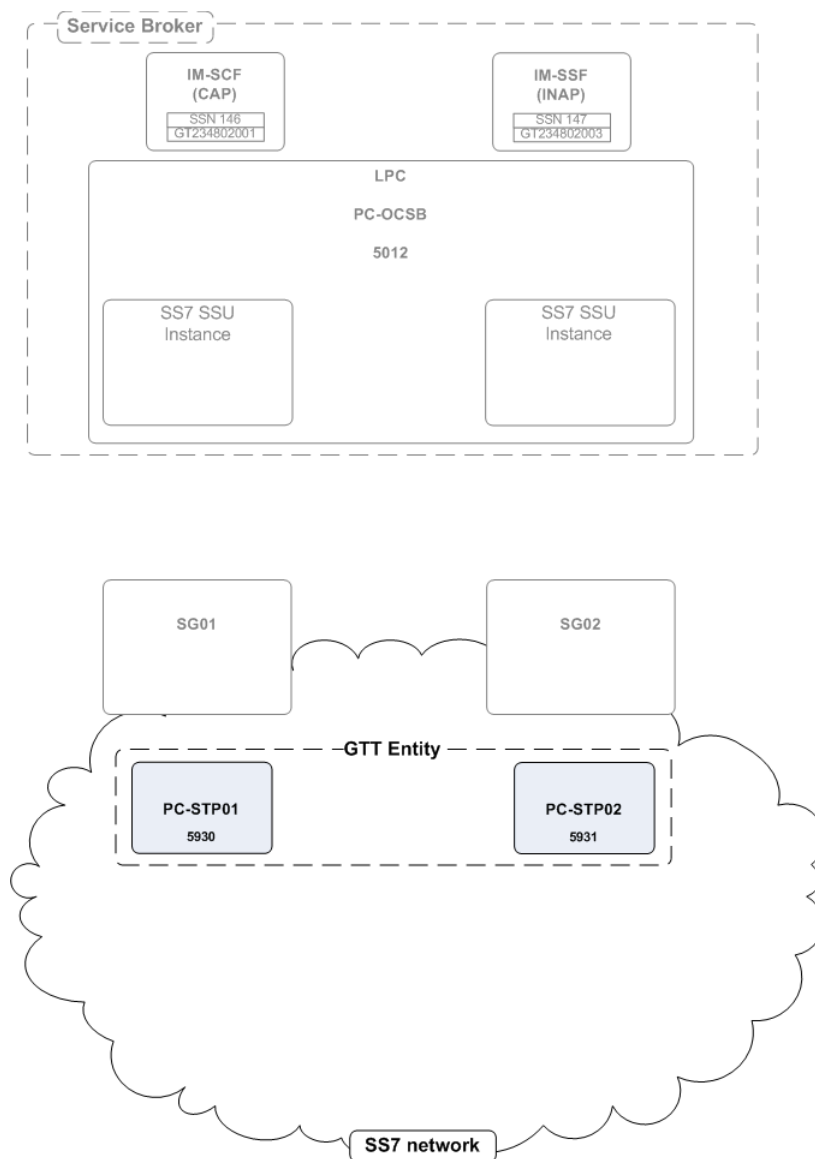 Service Broker
IM-SCF
(CAP)
SSN 146
GT234802001
IM-SSF
(INAP)
SSN 147
GT234802003
LPC
PC-OCSB
5012
SS7 SSU
Instance
SS7 SSU
Instance
SG01
SG02
GTT Entity
PC-STP01
5930
PC-STP02
5931
SS7 network